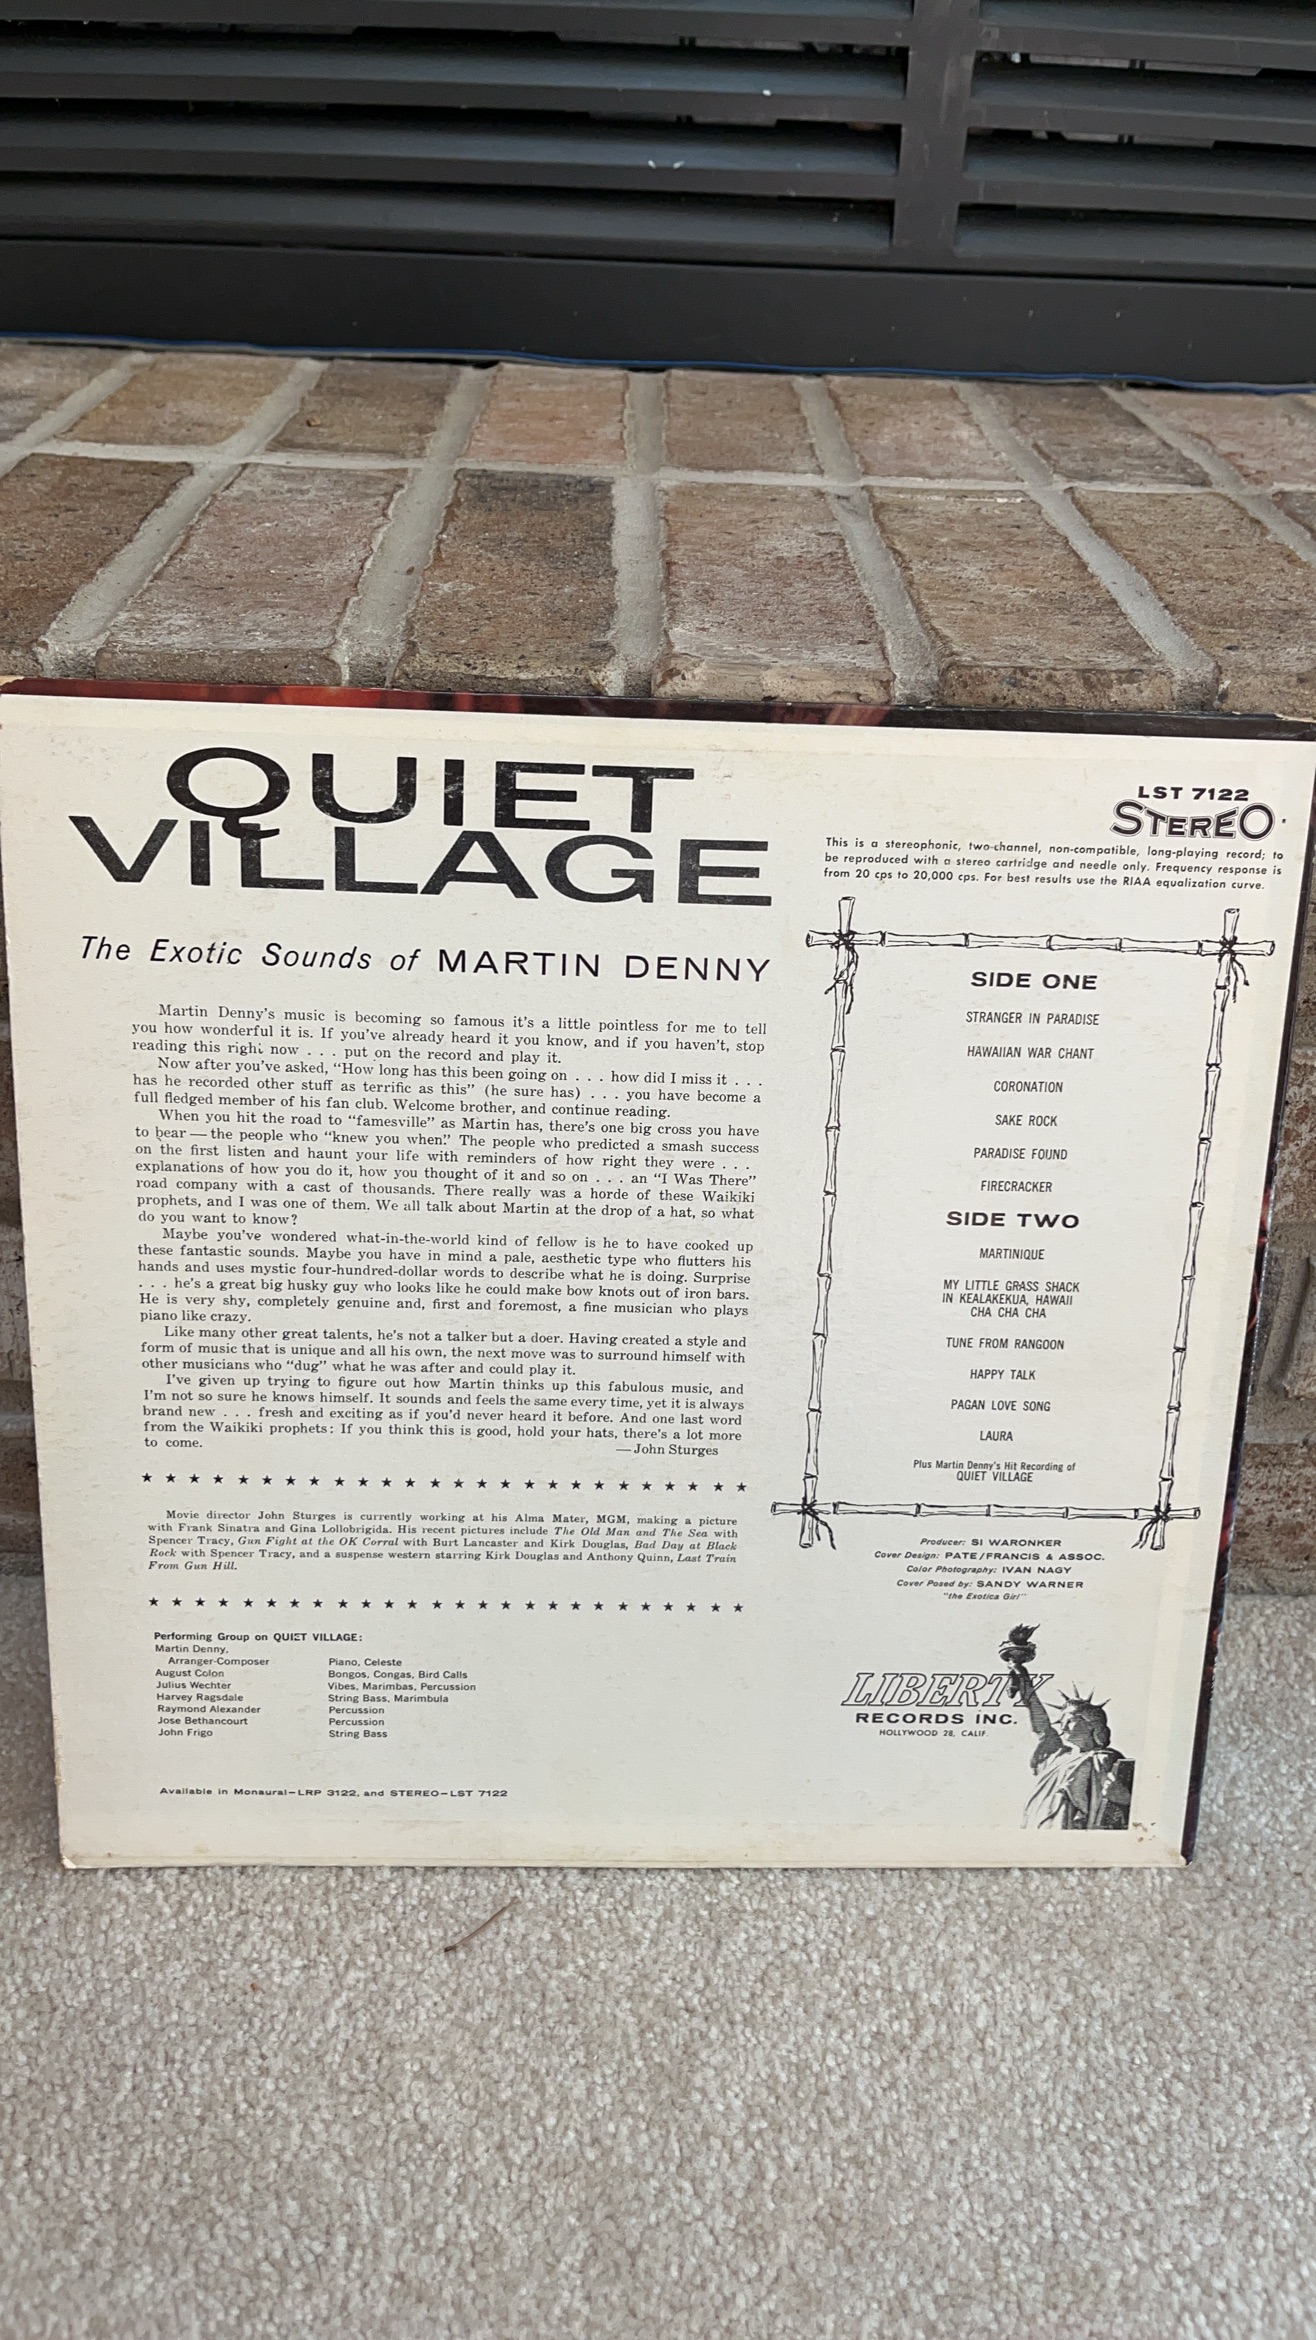 QUIET
VILLAGE
The Exotic Sounds of MARTIN DENNY
Martin Denny's music is becoming so famous it's a little pointless for me to tell
you how wonderful it is. If you've already heard it you know, and if you haven't, stop
reading this right now . . . put on the record and play it.
Now after you've asked, "How long has this been going on . . . how did I miss it . . .
has he recorded other stuff as terrific as this" (he sure has) . . . you have become a
full fledged member of his fan club. Welcome brother, and continue reading.
When you hit the road to "famesville" as Martin has, there's one big cross you have
to bear — the people who "knew you when." The people who predicted a smash success
on the first listen and haunt your life with reminders of how right they were . . .
explanations of how you do it, how you thought of it and so on . . . an "I Was There"
road company with a cast of thousands. There really was a horde of these Waikiki
prophets, and I was one of them. We all talk about Martin at the drop of a hat, so what
do you want to know?
Maybe you've wondered what-in-the-world kind of fellow is he to have cooked up
these fantastic sounds. Maybe you have in mind a pale, aesthetic type who flutters his
hands and uses mystic four-hundred-dollar words to describe what he is doing. Surprise
. . . he's a great big husky guy who looks like he could make bow knots out of iron bars.
He is very shy, completely genuine and, first and foremost, a fine musician who plays
piano like crazy.
Like many other great talents, he's not a talker but a doer. Having created a style and
form of music that is unique and all his own, the next move was to surround himself with
other musicians who "dug" what he was after and could play it.
I've given up trying to figure out how Martin thinks up this fabulous music, and
I'm not so sure he knows himself. It sounds and feels the same every time, yet it is always
brand new . . . fresh and exciting as if you'd never heard it before. And one last word
from the Waikiki prophets: If you think this is good, hold your hats, there's a lot more
to come.
— John Sturges
Movie director John Sturges is currently working at his Alma Mater, MGM, making a picture
with Frank Sinatra and Gina Lollobrigida. His recent pictures include The Old Man and The Sea with
Spencer Tracy, Gun Fight at the OK Corral with Burt Lancaster and Kirk Douglas, Bad Day at Black
Rock with Spencer Tracy, and a suspense western starring Kirk Douglas and Anthony Quinn, Last Train
From Gun Hill.
Performing Group on QUIET VILLAGE:
Martin Denny,
Arranger-Composer Piano, Celeste
August Colon Bongos, Congas, Bird Calls
Julius Wechter Vibes, Marimbas, Percussion
Harvey Ragsdale String Bass, Marimbula
Raymond Alexander Percussion
Jose Bethancourt Percussion
John Frigo String Bass
Available in Monaural—LRP 3122, and STEREO—LST 7122
LST 7122
STEREO
This is a stereophonic, two-channel, non-compatible, long-playing record; to
be reproduced with a stereo cartridge and needle only. Frequency response is
from 20 cps to 20,000 cps. For best results use the RIAA equalization curve.
SIDE ONE
STRANGER IN PARADISE
HAWAIIAN WAR CHANT
CORONATION
SAKE ROCK
PARADISE FOUND
FIRECRACKER
SIDE TWO
MARTINIQUE
MY LITTLE GRASS SHACK
IN KEALAKEKUA, HAWAII
CHA CHA CHA
TUNE FROM RANGOON
HAPPY TALK
PAGAN LOVE SONG
LAURA
Plus Martin Denny's Hit Recording of
QUIET VILLAGE
Producer: SI WARONKER
Cover Design: PATE/FRANCIS & ASSOC.
Color Photography: IVAN NAGY
Cover Posed by: SANDY WARNER
"the Exotica Girl"
LIBERTY
RECORDS INC.
HOLLYWOOD 28, CALIF.